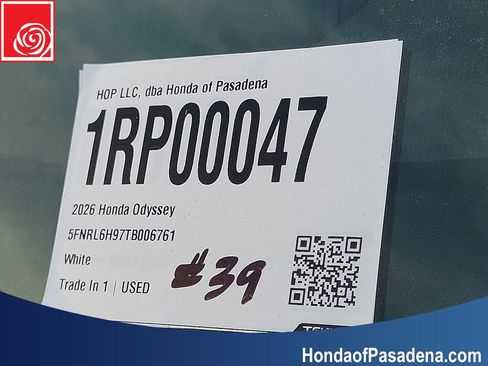 HOP LLC, dba Honda of Pasadena
1RP00047
2026 Honda Odyssey
5FNRL6H97TB006761
White
Trade In 1 | USED
#39
HondaofPasadena.com